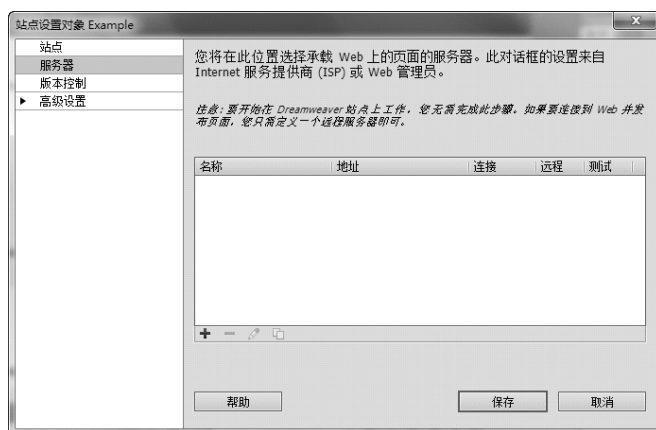 站点设置对象 Example
站点
服务器
版本控制
高级设置
您将在此位置选择承载 Web 上的页面的服务器。此对话框的设置来自
Internet 服务提供商 (ISP) 或 Web 管理员。
注意:要开始在 Dreamweaver 站点上工作，您无需完成此步骤。如果要连接到 Web 并发
布页面，您只需定义一个远程服务器即可。
名称 地址 连接 远程 测试
帮助 保存 取消